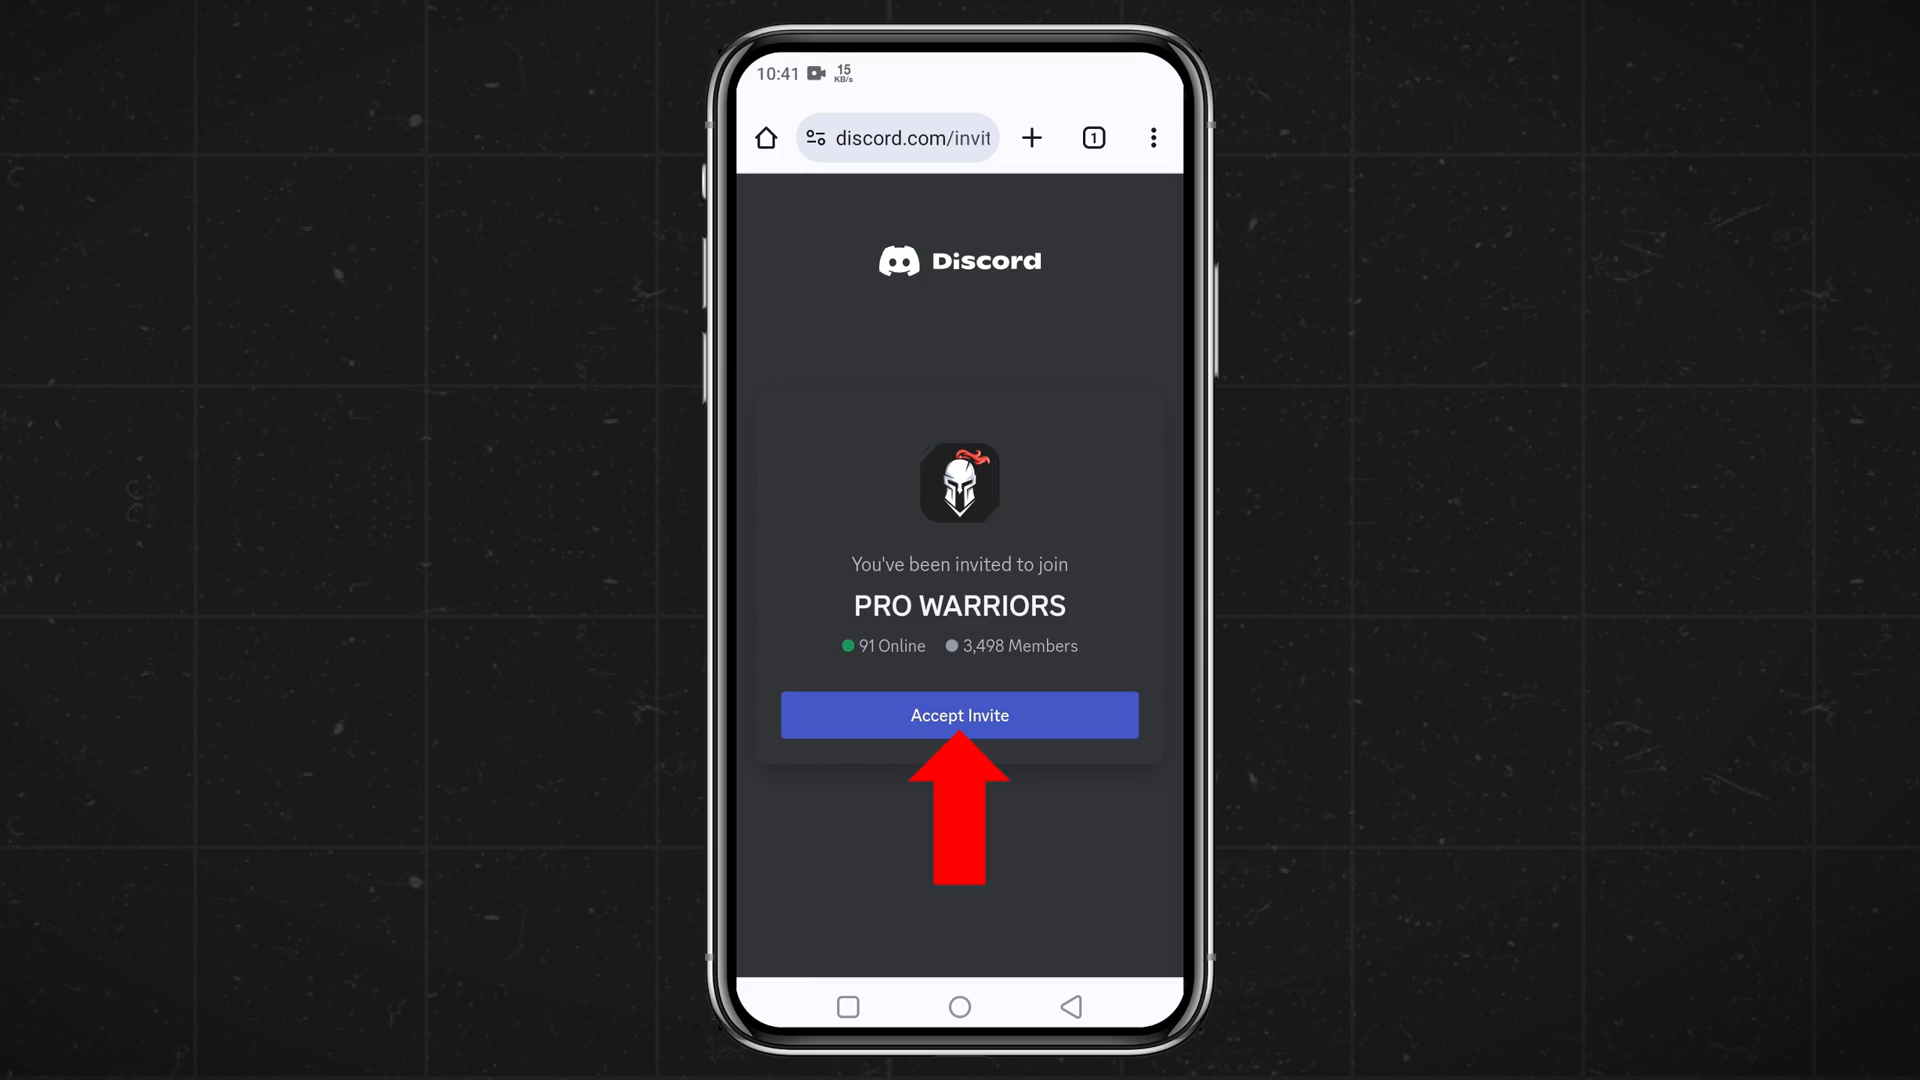 10:41 15 KB/s
discord.com/invit 1
Discord
You've been invited to join
PRO WARRIORS
91 Online 3,498 Members
Accept Invite